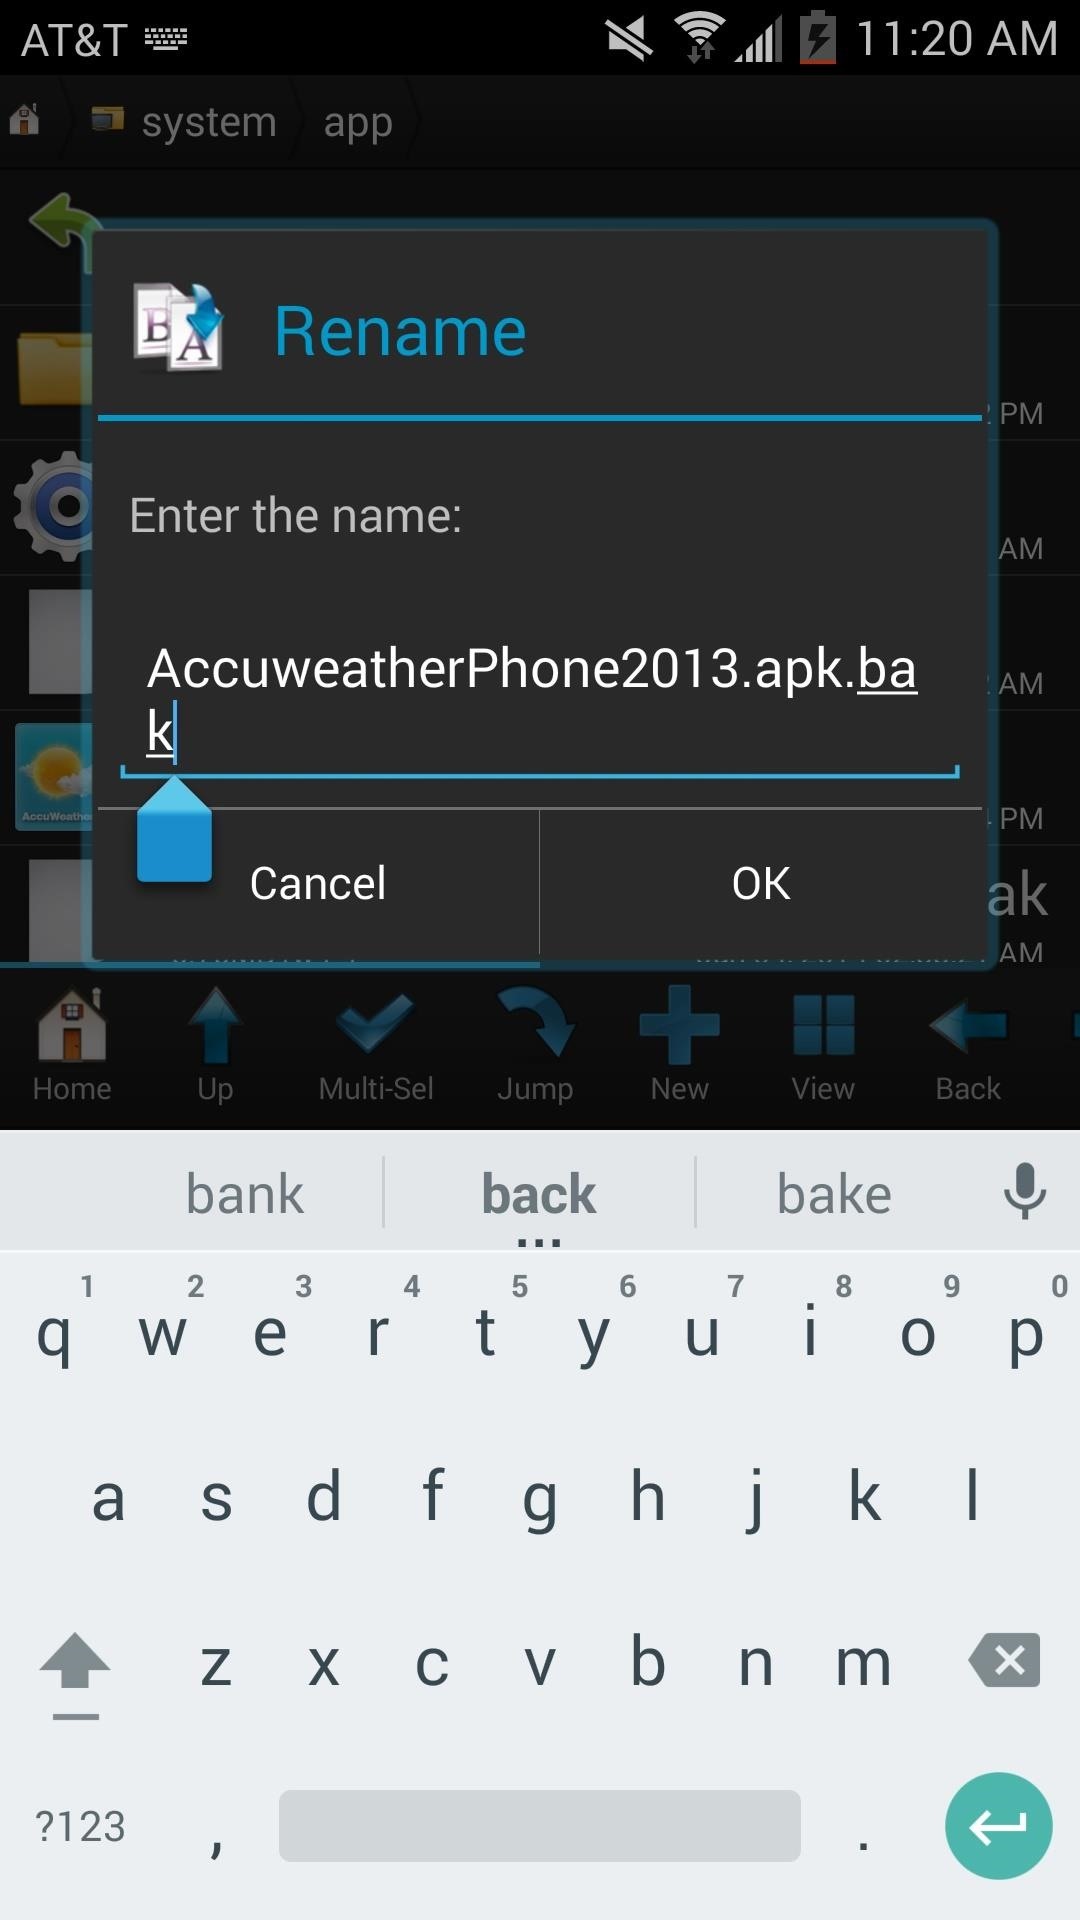 AT&T 11:20 AM
system app
Rename
PM
Enter the name:
AM
AccuweatherPhone2013.apk.ba
k
AM
AccuWeather
PM
Cancel OK
ak
AM
Home Up Multi-Sel Jump New View Back
bank back bake
1 2 3 4 5 6 7 8 9 0
q w e r t y u i o p
a s d f g h j k l
z x c v b n m
?123 , .